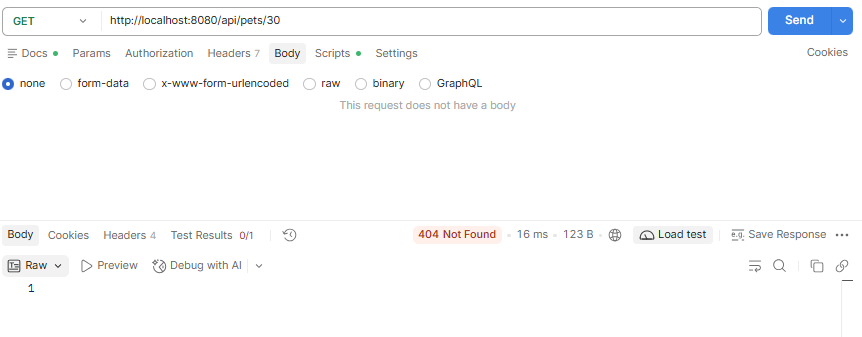 GET http://localhost:8080/api/pets/30 Send
Docs Params Authorization Headers 7 Body Scripts Settings Cookies
none form-data x-www-form-urlencoded raw binary GraphQL
This request does not have a body
Body Cookies Headers 4 Test Results 0/1 404 Not Found 16 ms 123 B Load test e.g. Save Response
Raw Preview Debug with AI
1